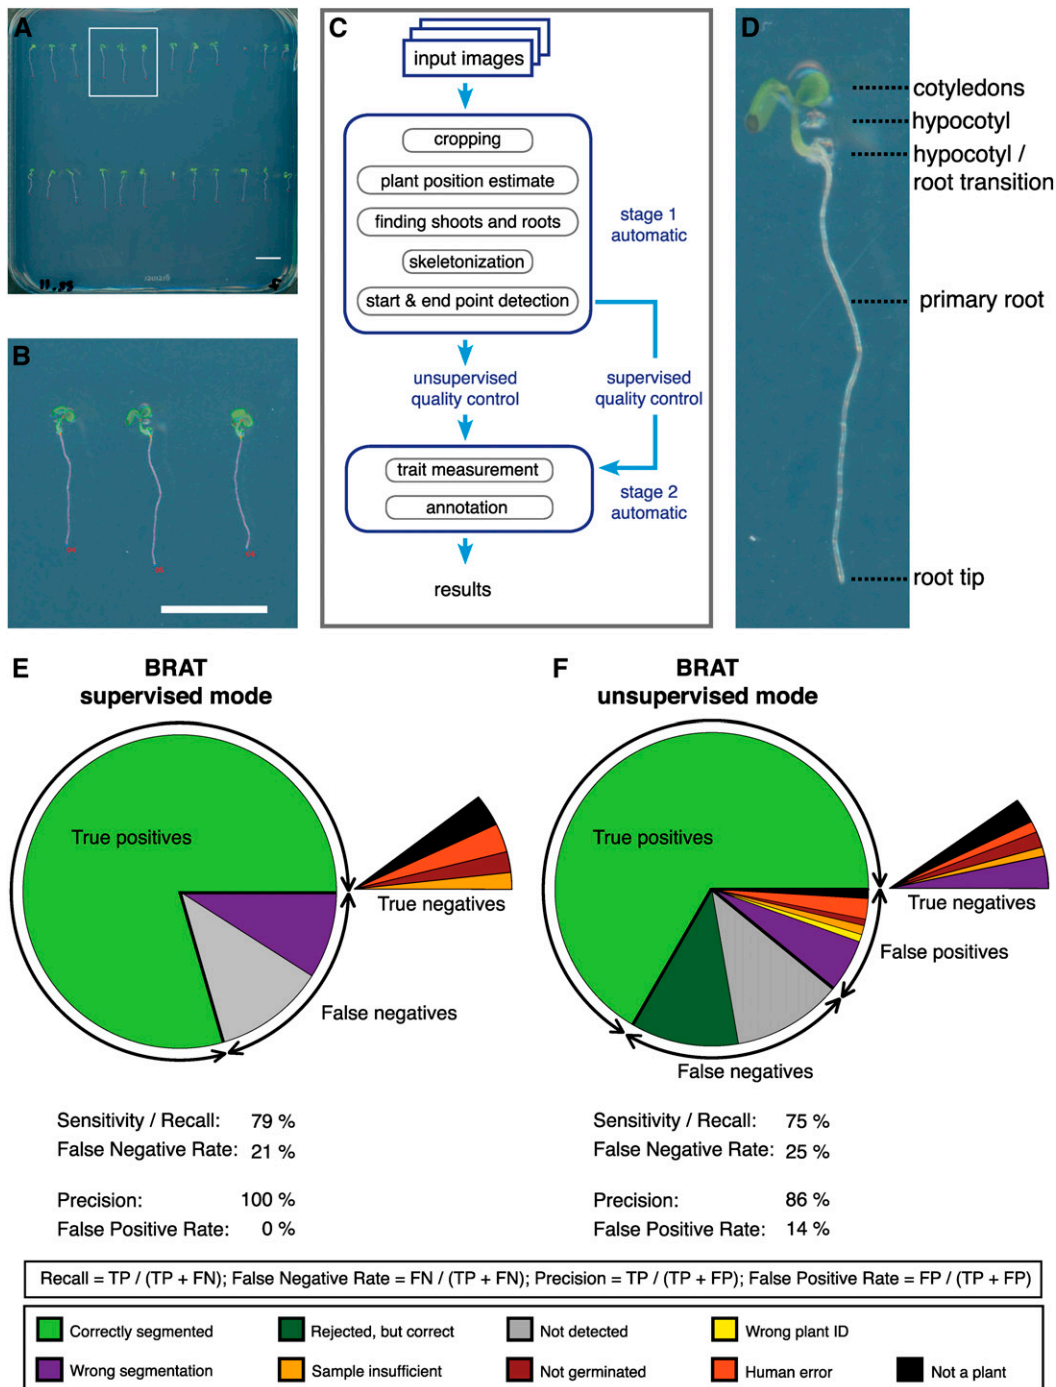 A
B
C
input images
cropping
plant position estimate
finding shoots and roots
skeletonization
start & end point detection
stage 1
automatic
unsupervised
quality control
supervised
quality control
trait measurement
annotation
stage 2
automatic
results
D
cotyledons
hypocotyl
hypocotyl /
root transition
primary root
root tip
E
BRAT
supervised mode
True positives
True negatives
False negatives
Sensitivity / Recall: 79 %
False Negative Rate: 21 %
Precision: 100 %
False Positive Rate: 0 %
F
BRAT
unsupervised mode
True positives
True negatives
False positives
False negatives
Sensitivity / Recall: 75 %
False Negative Rate: 25 %
Precision: 86 %
False Positive Rate: 14 %
Recall = TP / (TP + FN); False Negative Rate = FN / (TP + FN); Precision = TP / (TP + FP); False Positive Rate = FP / (TP + FP)
Correctly segmented
Rejected, but correct
Not detected
Wrong plant ID
Wrong segmentation
Sample insufficient
Not germinated
Human error
Not a plant